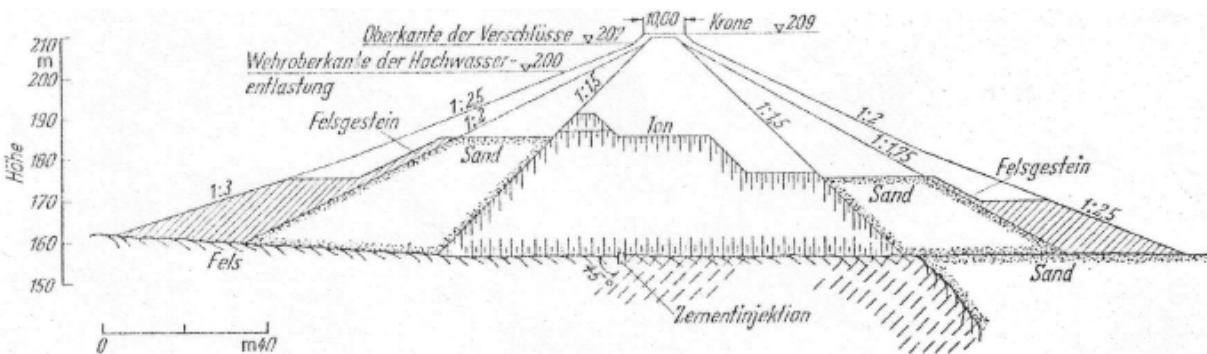 10,00
Krone ▽209
Oberkante der Verschlüsse ▽207
Wehroberkante der Hochwasser- ▽200
entlastung
210
m
200
190
180
170
160
150
Höhe
1:2,5
1:2
1:1,5
Felsgestein
Sand
Ton
1:1,5
1:2
1:1,75
Felsgestein
Sand
1:3
1:2,5
Fels
45°
Sand
Zementinjektion
0
m40